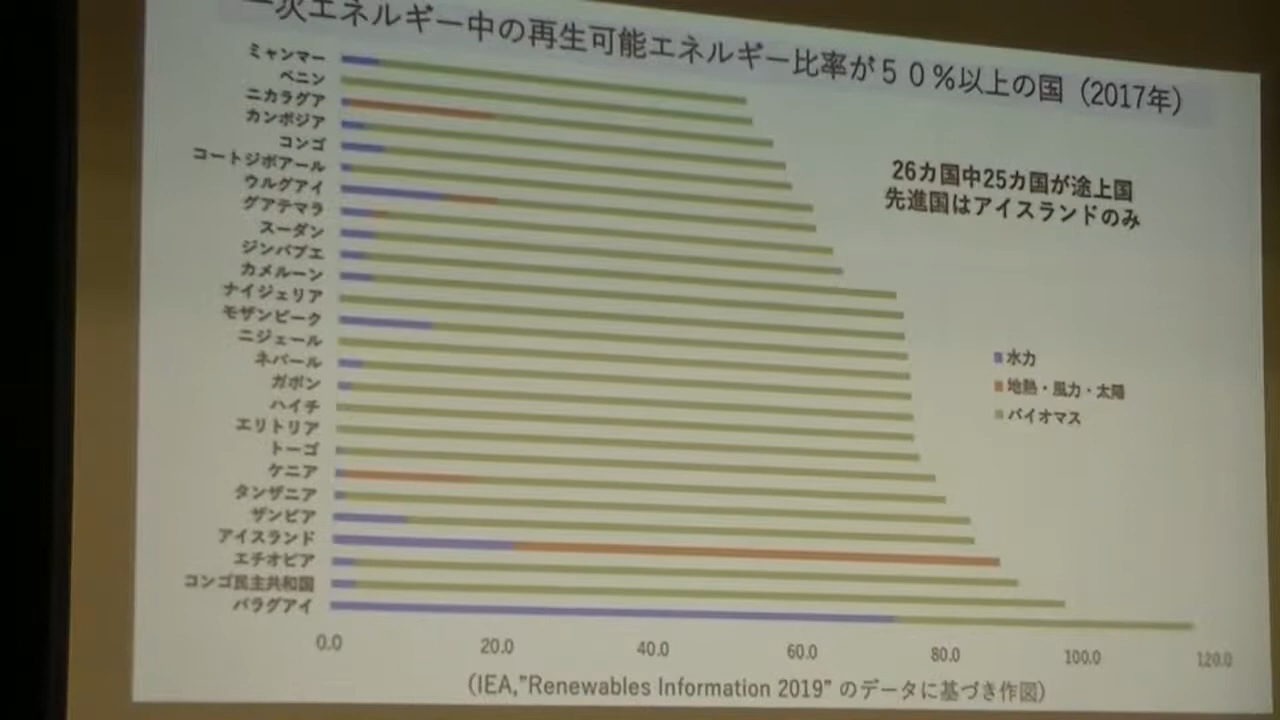 一次エネルギー中の再生可能エネルギー比率が５０％以上の国（2017年）
ミャンマー
ベニン
ニカラグア
カンボジア
コンゴ
コートジボアール
ウルグアイ
グアテマラ
スーダン
ジンバブエ
カメルーン
ナイジェリア
モザンビーク
ニジェール
ネパール
ガボン
ハイチ
エリトリア
トーゴ
ケニア
タンザニア
ザンビア
アイスランド
エチオピア
コンゴ民主共和国
パラグアイ
26カ国中25カ国が途上国
先進国はアイスランドのみ
水力
地熱・風力・太陽
バイオマス
0.0 20.0 40.0 60.0 80.0 100.0 120.0
（IEA,”Renewables Information 2019” のデータに基づき作図）